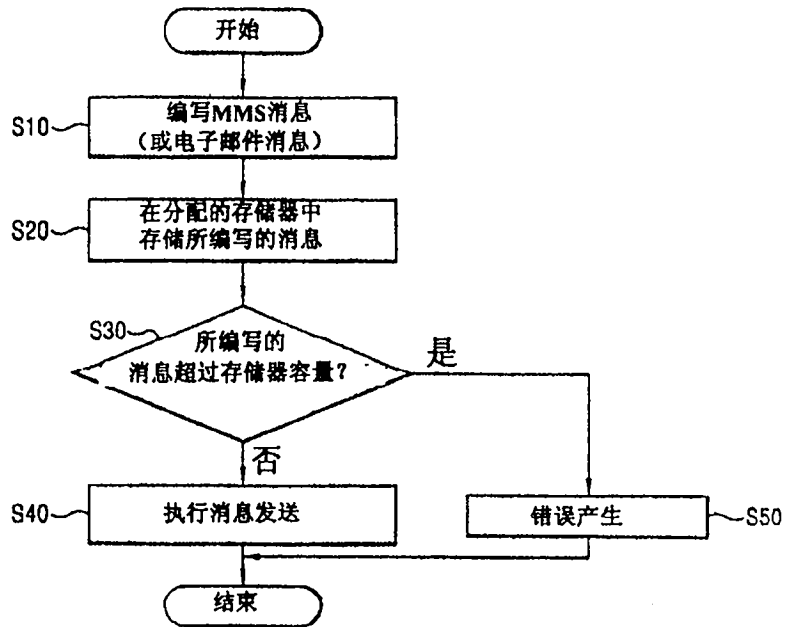 开始
S10
编写MMS消息
（或电子邮件消息）
S20
在分配的存储器中
存储所编写的消息
S30
所编写的
消息超过存储器容量？
是
否
S40
执行消息发送
错误产生
S50
结束